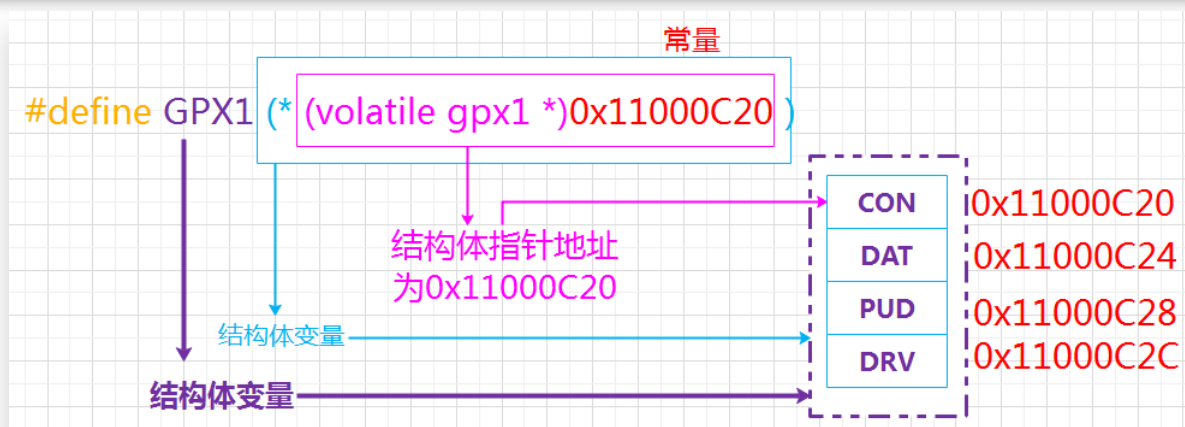 常量
#define GPX1 (* (volatile gpx1 *)0x11000C20 )
CON 0x11000C20
结构体指针地址
为0x11000C20
DAT 0x11000C24
PUD 0x11000C28
结构体变量
DRV 0x11000C2C
结构体变量